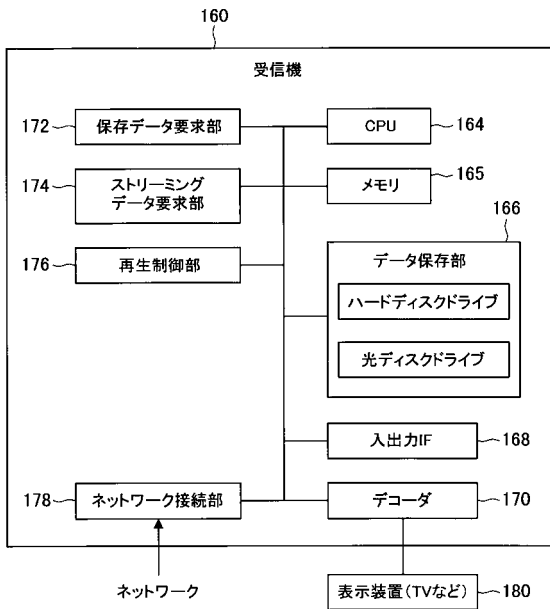 160
受信機
172
保存データ要求部
CPU
164
174
ストリーミング
データ要求部
メモリ
165
176
再生制御部
166
データ保存部
ハードディスクドライブ
光ディスクドライブ
入出力IF
168
178
ネットワーク接続部
デコーダ
170
ネットワーク
表示装置(TVなど)
180